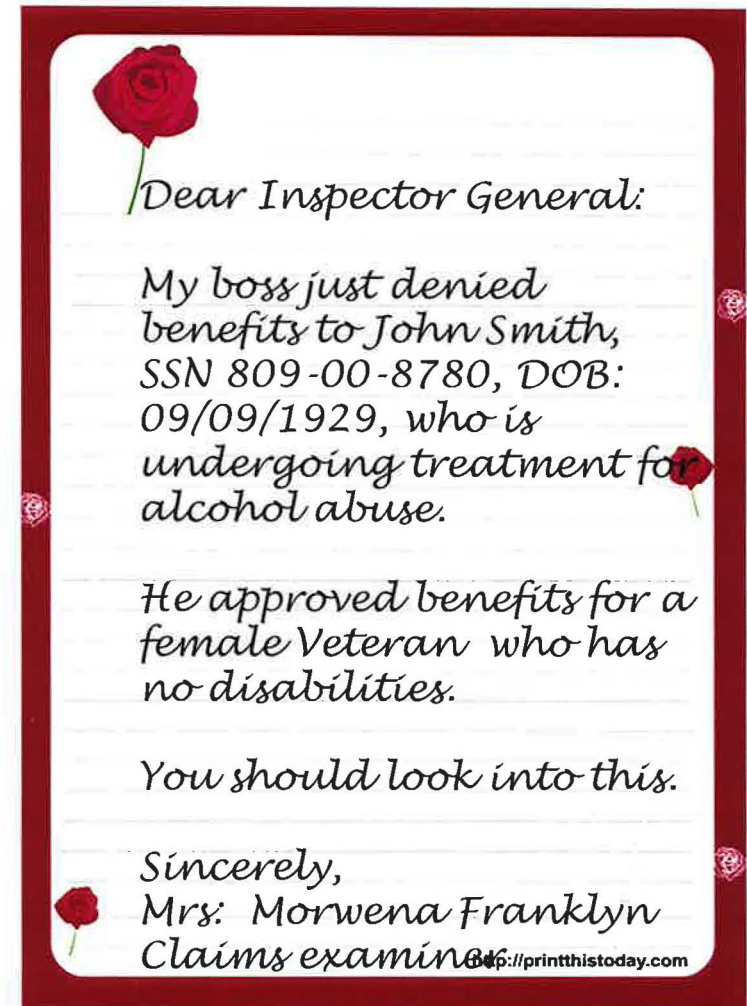 Dear Inspector General:
My boss just denied
benefits to John Smith,
SSN 809-00-8780, DOB:
09/09/1929, who is
undergoing treatment for
alcohol abuse.
He approved benefits for a
female Veteran who has
no disabilities.
You should look into this.
Sincerely,
Mrs: Morwena Franklyn
Claims examiner
http://printthistoday.com